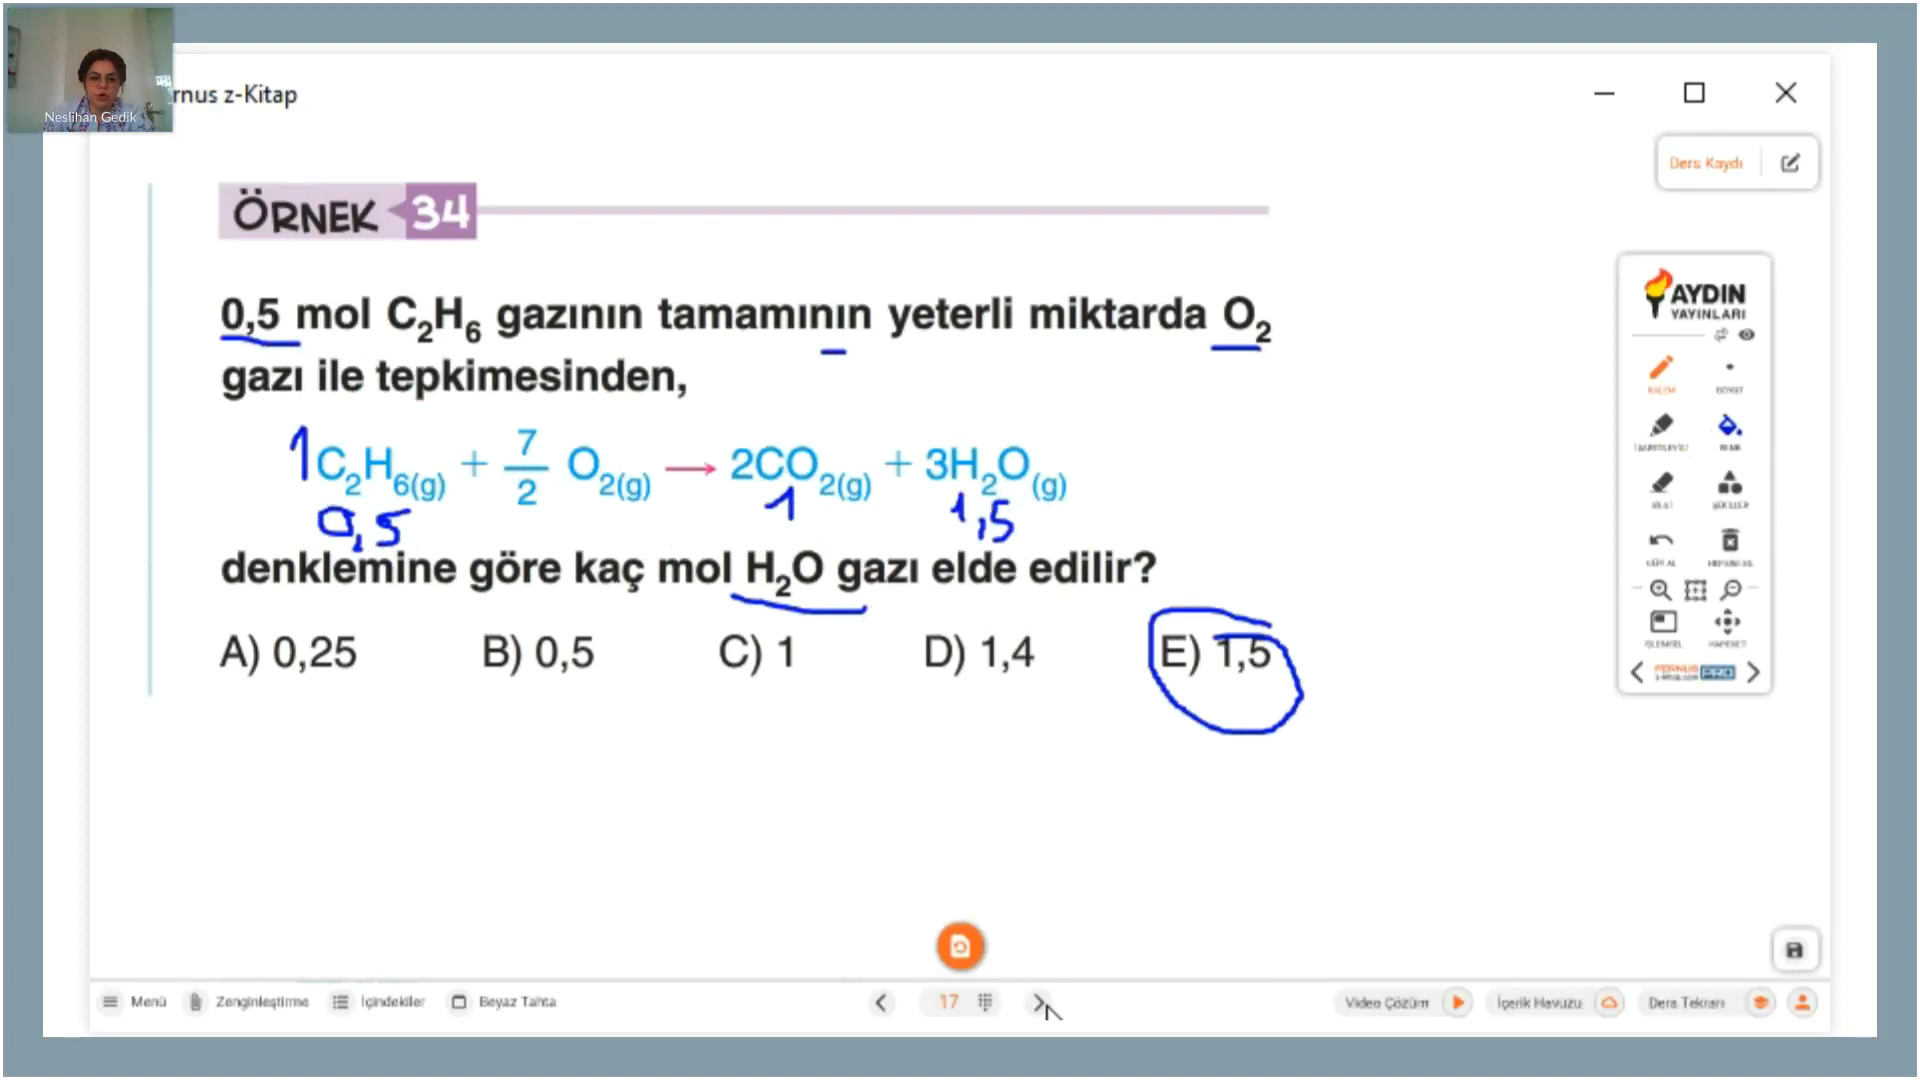 Neslihan Gedik
rnus z-Kitap
Ders Kaydı
ÖRNEK 34
0,5 mol C₂H₆ gazının tamamının yeterli miktarda O₂
gazı ile tepkimesinden,
1C₂H₆(g) + 7/2 O₂(g) → 2CO₂(g) + 3H₂O(g)
0,5 1 1,5
denklemine göre kaç mol H₂O gazı elde edilir?
A) 0,25 B) 0,5 C) 1 D) 1,4 E) 1,5
AYDIN
YAYINLARI
KALEM
FERNUS PRO
Menü Zenginleştirme İçindekiler Beyaz Tahta 17 Video Çözüm İçerik Havuzu Ders Tekrarı